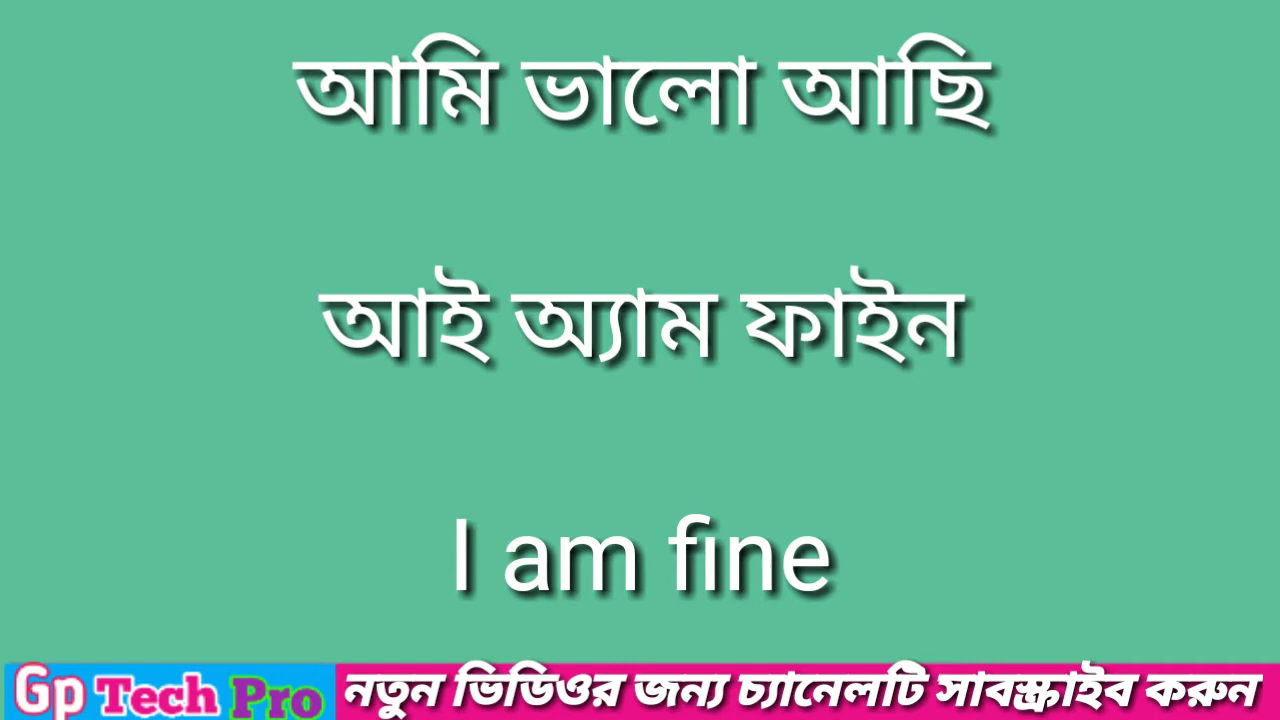 আমি ভালো আছি
আই অ্যাম ফাইন
I am fine
Gp Tech Pro নতুন ভিডিওর জন্য চ্যানেলটি সাবস্ক্রাইব করুন